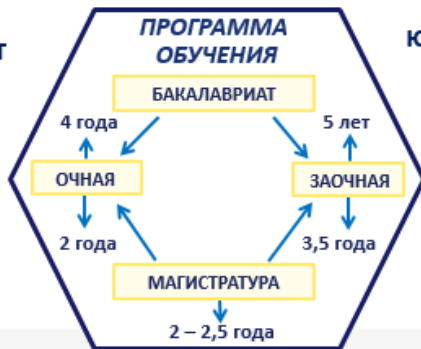 т
ПРОГРАММА
ОБУЧЕНИЯ
Ю
БАКАЛАВРИАТ
4 года
5 лет
ОЧНАЯ
ЗАОЧНАЯ
2 года
3,5 года
МАГИСТРАТУРА
2 – 2,5 года